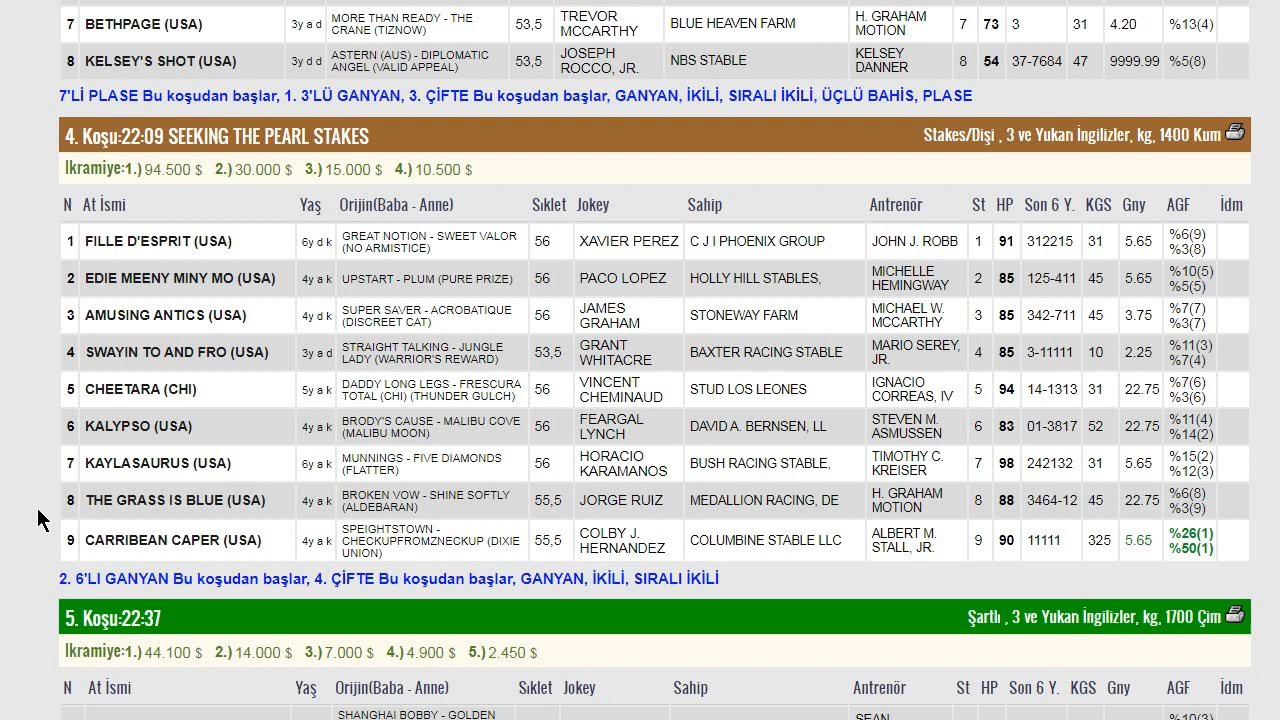 7 BETHPAGE (USA) 3y a d MORE THAN READY - THE CRANE (TIZNOW) 53,5 TREVOR MCCARTHY BLUE HEAVEN FARM H. GRAHAM MOTION 7 73 3 31 4.20 %13(4)
8 KELSEY'S SHOT (USA) 3y d d ASTERN (AUS) - DIPLOMATIC ANGEL (VALID APPEAL) 53,5 JOSEPH ROCCO, JR. NBS STABLE KELSEY DANNER 8 54 37-7684 47 9999.99 %5(8)
7'Lİ PLASE Bu koşudan başlar, 1. 3'LÜ GANYAN, 3. ÇİFTE Bu koşudan başlar, GANYAN, İKİLİ, SIRALI İKİLİ, ÜÇLÜ BAHİS, PLASE
4. Koşu:22:09 SEEKING THE PEARL STAKES Stakes/Dişi , 3 ve Yukarı İngilizler, kg, 1400 Kum
Ikramiye:1.) 94.500 $ 2.) 30.000 $ 3.) 15.000 $ 4.) 10.500 $
N At İsmi Yaş Orijin(Baba - Anne) Sıklet Jokey Sahip Antrenör St HP Son 6 Y. KGS Gny AGF İdm
1 FILLE D'ESPRIT (USA) 6y d k GREAT NOTION - SWEET VALOR (NO ARMISTICE) 56 XAVIER PEREZ C J I PHOENIX GROUP JOHN J. ROBB 1 91 312215 31 5.65 %6(9) %3(8)
2 EDIE MEENY MINY MO (USA) 4y a k UPSTART - PLUM (PURE PRIZE) 56 PACO LOPEZ HOLLY HILL STABLES, MICHELLE HEMINGWAY 2 85 125-411 45 5.65 %10(5) %5(5)
3 AMUSING ANTICS (USA) 4y d k SUPER SAVER - ACROBATIQUE (DISCREET CAT) 56 JAMES GRAHAM STONEWAY FARM MICHAEL W. MCCARTHY 3 85 342-711 45 3.75 %7(7) %3(7)
4 SWAYIN TO AND FRO (USA) 3y a d STRAIGHT TALKING - JUNGLE LADY (WARRIOR'S REWARD) 53,5 GRANT WHITACRE BAXTER RACING STABLE MARIO SEREY, JR. 4 85 3-11111 10 2.25 %11(3) %7(4)
5 CHEETARA (CHI) 5y a k DADDY LONG LEGS - FRESCURA TOTAL (CHI) (THUNDER GULCH) 56 VINCENT CHEMINAUD STUD LOS LEONES IGNACIO CORREAS, IV 5 94 14-1313 31 22.75 %7(6) %3(6)
6 KALYPSO (USA) 4y a k BRODY'S CAUSE - MALIBU COVE (MALIBU MOON) 56 FEARGAL LYNCH DAVID A. BERNSEN, LL STEVEN M. ASMUSSEN 6 83 01-3817 52 22.75 %11(4) %14(2)
7 KAYLASAURUS (USA) 6y a k MUNNINGS - FIVE DIAMONDS (FLATTER) 56 HORACIO KARAMANOS BUSH RACING STABLE, TIMOTHY C. KREISER 7 98 242132 31 5.65 %15(2) %12(3)
8 THE GRASS IS BLUE (USA) 4y a k BROKEN VOW - SHINE SOFTLY (ALDEBARAN) 55,5 JORGE RUIZ MEDALLION RACING, DE H. GRAHAM MOTION 8 88 3464-12 45 22.75 %6(8) %3(9)
9 CARRIBEAN CAPER (USA) 4y a k SPEIGHTSTOWN - CHECKUPFROMZNECKUP (DIXIE UNION) 55,5 COLBY J. HERNANDEZ COLUMBINE STABLE LLC ALBERT M. STALL, JR. 9 90 11111 325 5.65 %26(1) %50(1)
2. 6'LI GANYAN Bu koşudan başlar, 4. ÇİFTE Bu koşudan başlar, GANYAN, İKİLİ, SIRALI İKİLİ
5. Koşu:22:37 Şartlı , 3 ve Yukarı İngilizler, kg, 1700 Çim
Ikramiye:1.) 44.100 $ 2.) 14.000 $ 3.) 7.000 $ 4.) 4.900 $ 5.) 2.450 $
N At İsmi Yaş Orijin(Baba - Anne) Sıklet Jokey Sahip Antrenör St HP Son 6 Y. KGS Gny AGF İdm
SHANGHAI BOBBY - GOLDEN SEAN %10(3)